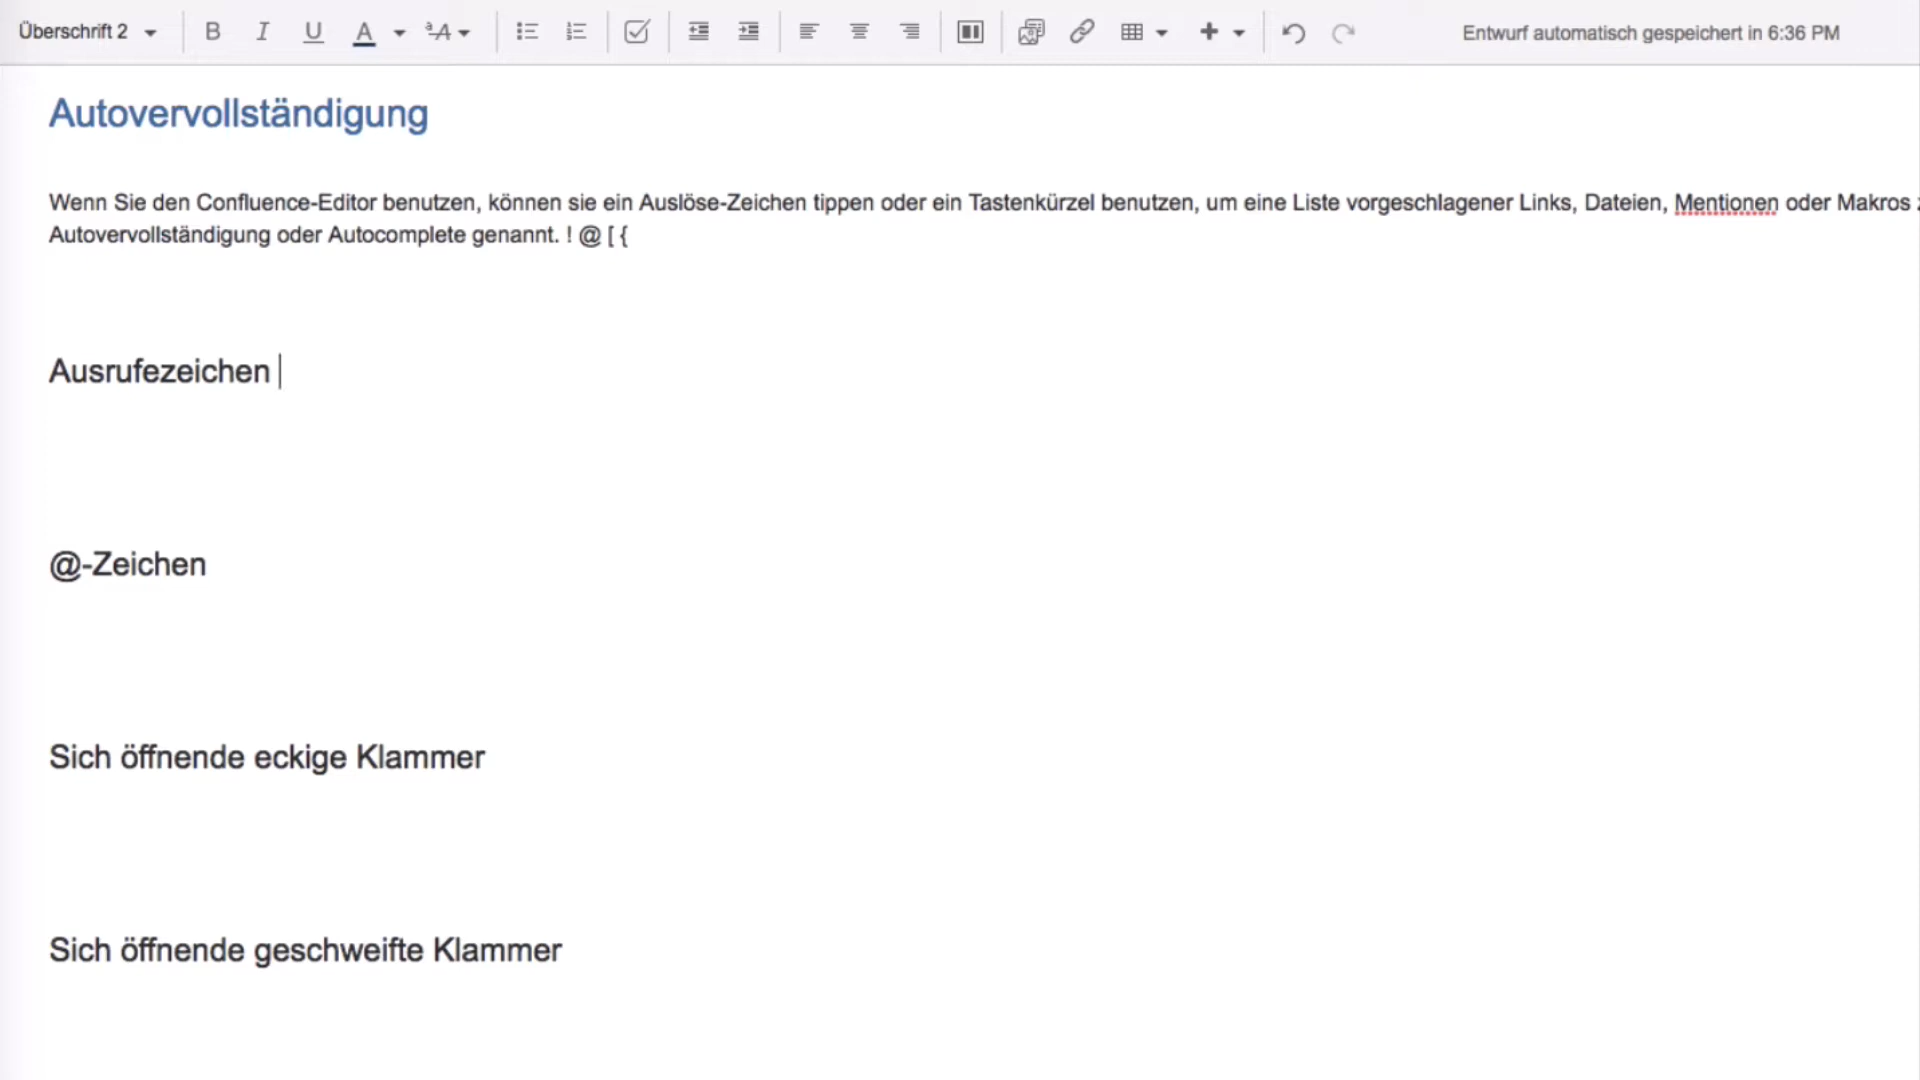 Überschrift 2
B I U A ªA
Entwurf automatisch gespeichert in 6:36 PM
Autovervollständigung
Wenn Sie den Confluence-Editor benutzen, können sie ein Auslöse-Zeichen tippen oder ein Tastenkürzel benutzen, um eine Liste vorgeschlagener Links, Dateien, Mentionen oder Makros
Autovervollständigung oder Autocomplete genannt. ! @ [ {
Ausrufezeichen
@-Zeichen
Sich öffnende eckige Klammer
Sich öffnende geschweifte Klammer